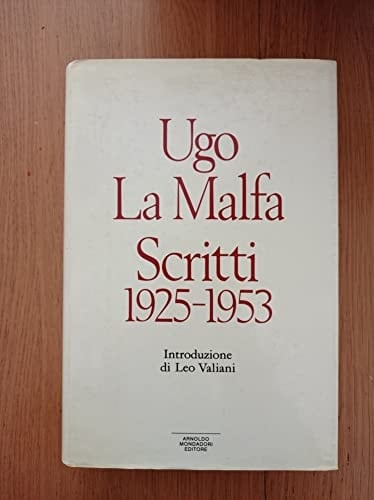 Ugo
La Malfa
Scritti
1925-1953
Introduzione
di Leo Valiani
ARNOLDO
MONDADORI
EDITORE